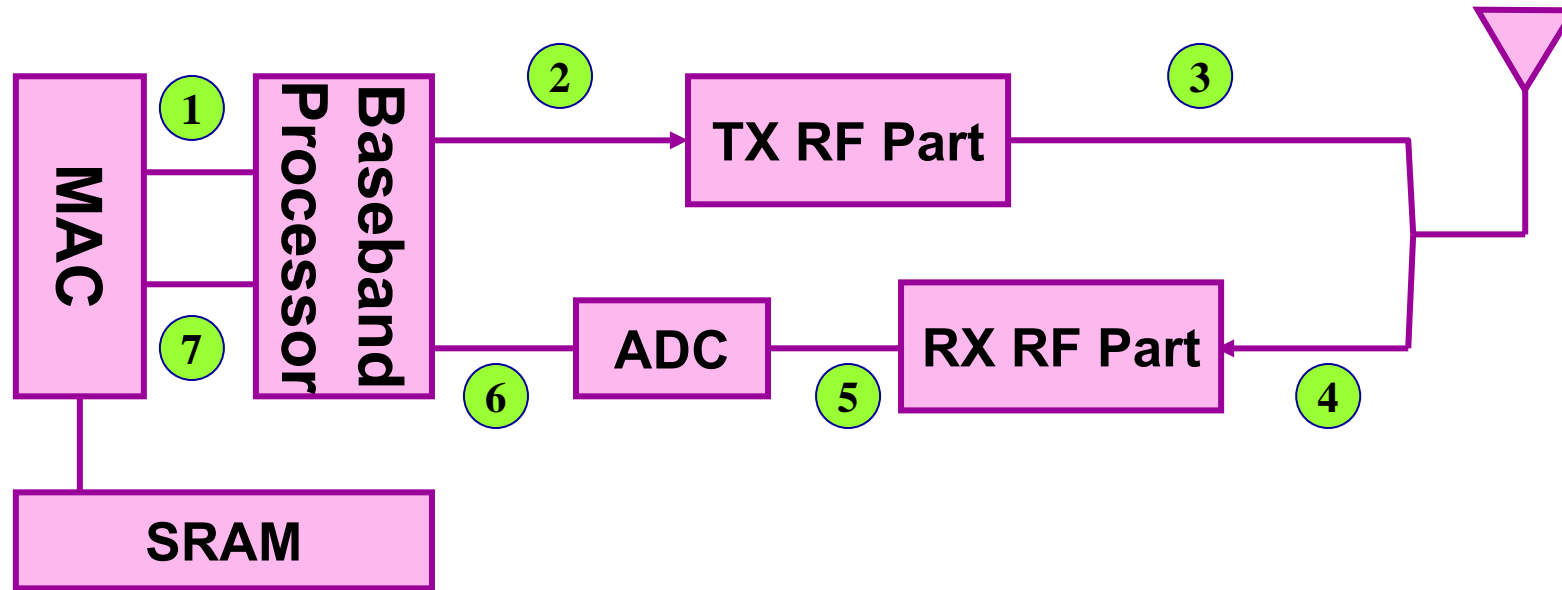 1
2
3
MAC
Baseband
Processor
TX RF Part
7
6
ADC
5
RX RF Part
4
SRAM